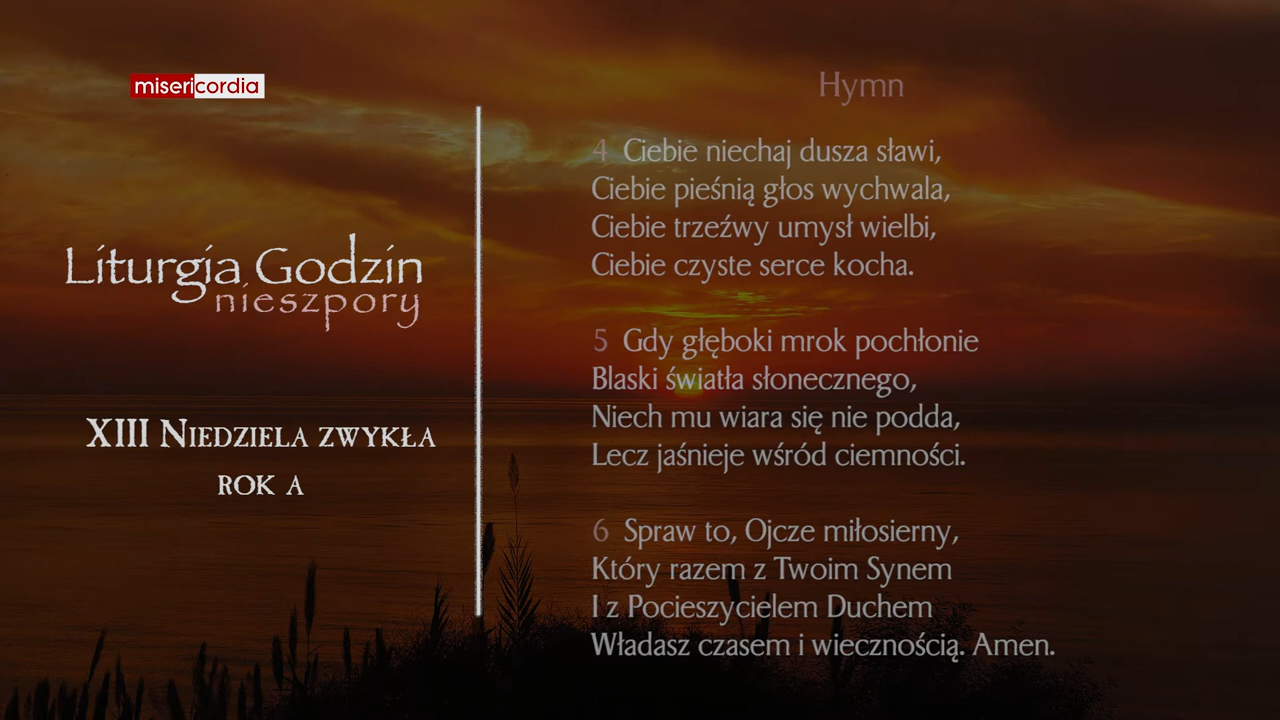 misericordia
Liturgia Godzin
nieszpory
XIII Niedziela zwykła
rok A
Hymn
4 Ciebie niechaj dusza sławi,
Ciebie pieśnią głos wychwala,
Ciebie trzeźwy umysł wielbi,
Ciebie czyste serce kocha.
5 Gdy głęboki mrok pochłonie
Blaski światła słonecznego,
Niech mu wiara się nie podda,
Lecz jaśnieje wśród ciemności.
6 Spraw to, Ojcze miłosierny,
Który razem z Twoim Synem
I z Pocieszycielem Duchem
Władasz czasem i wiecznością. Amen.